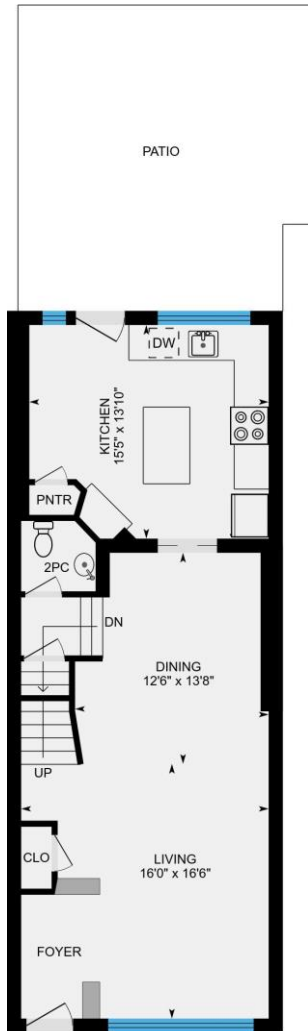 PATIO
DW
KITCHEN
15'5" x 13'10"
PNTR
2PC
DN
DINING
12'6" x 13'8"
UP
CLO
LIVING
16'0" x 16'6"
FOYER